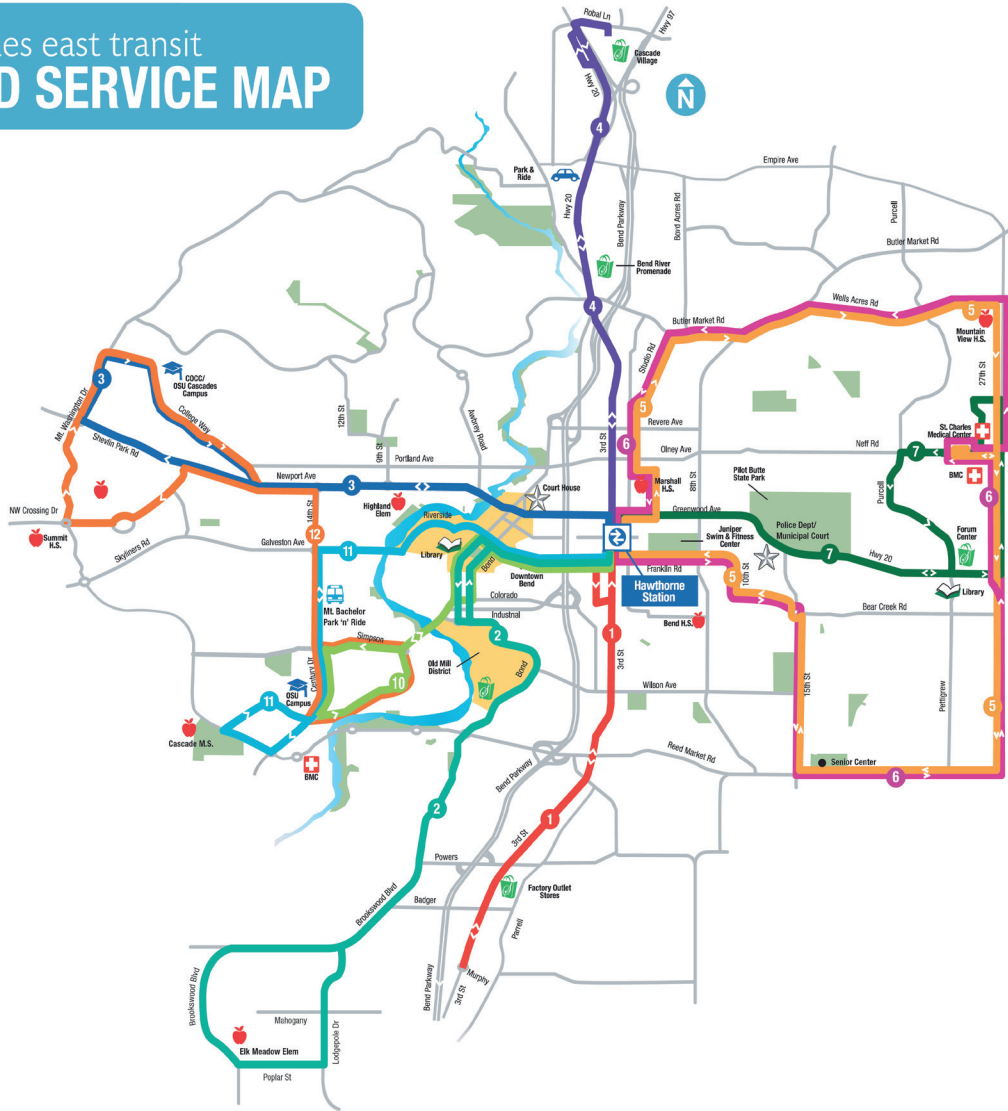 les east transit
D SERVICE MAP
Robal Ln
Hwy 97
Cascade
Village
Hwy 20
N
4
Park &
Ride
Empire Ave
Hwy 20
Bend Parkway
Boyd Acres Rd
Purcell
Butler Market Rd
Bend River
Promenade
4
Wells Acres Rd
5
Butler Market Rd
Mountain
View H.S.
Studio Rd
27th St
3
COCC/
OSU Cascades
Campus
Mt. Washington Dr
College Way
Shevlin Park Rd
12th St
9th St
Awbrey Road
Portland Ave
3rd St
5
6
Revere Ave
Olney Ave
8th St
Neff Rd
St. Charles
Medical Center
7
BMC
6
Newport Ave
3
Court House
Marshall
H.S.
Pilot Butte
State Park
Purcell
NW Crossing Dr
Summit
H.S.
Skyliners Rd
14th St
12
Highland
Elem
Riverside
Greenwood Ave
Juniper
Swim & Fitness
Center
Police Dept/
Municipal Court
Forum
Center
Galveston Ave
11
Library
Bond
2
7
Hwy 20
Downtown
Bend
Franklin Rd
5
10th St
Library
Hawthorne
Station
Mt. Bachelor
Park 'n' Ride
Colorado
Industrial
Bear Creek Rd
Bend H.S.
1
3rd St
2
Simpson
Old Mill
District
Bond
Century Dr
10
OSU
Campus
11
Wilson Ave
15th St
Pettigrew
5
Cascade M.S.
BMC
Reed Market Rd
Senior Center
6
Bend Parkway
2
1
3rd St
Powers
Brookswood Blvd
Badger
Factory Outlet
Stores
Parrell
Murphy
Bend Parkway
3rd St
Brookswood Blvd
Mahogany
Lodgepole Dr
Elk Meadow Elem
Poplar St